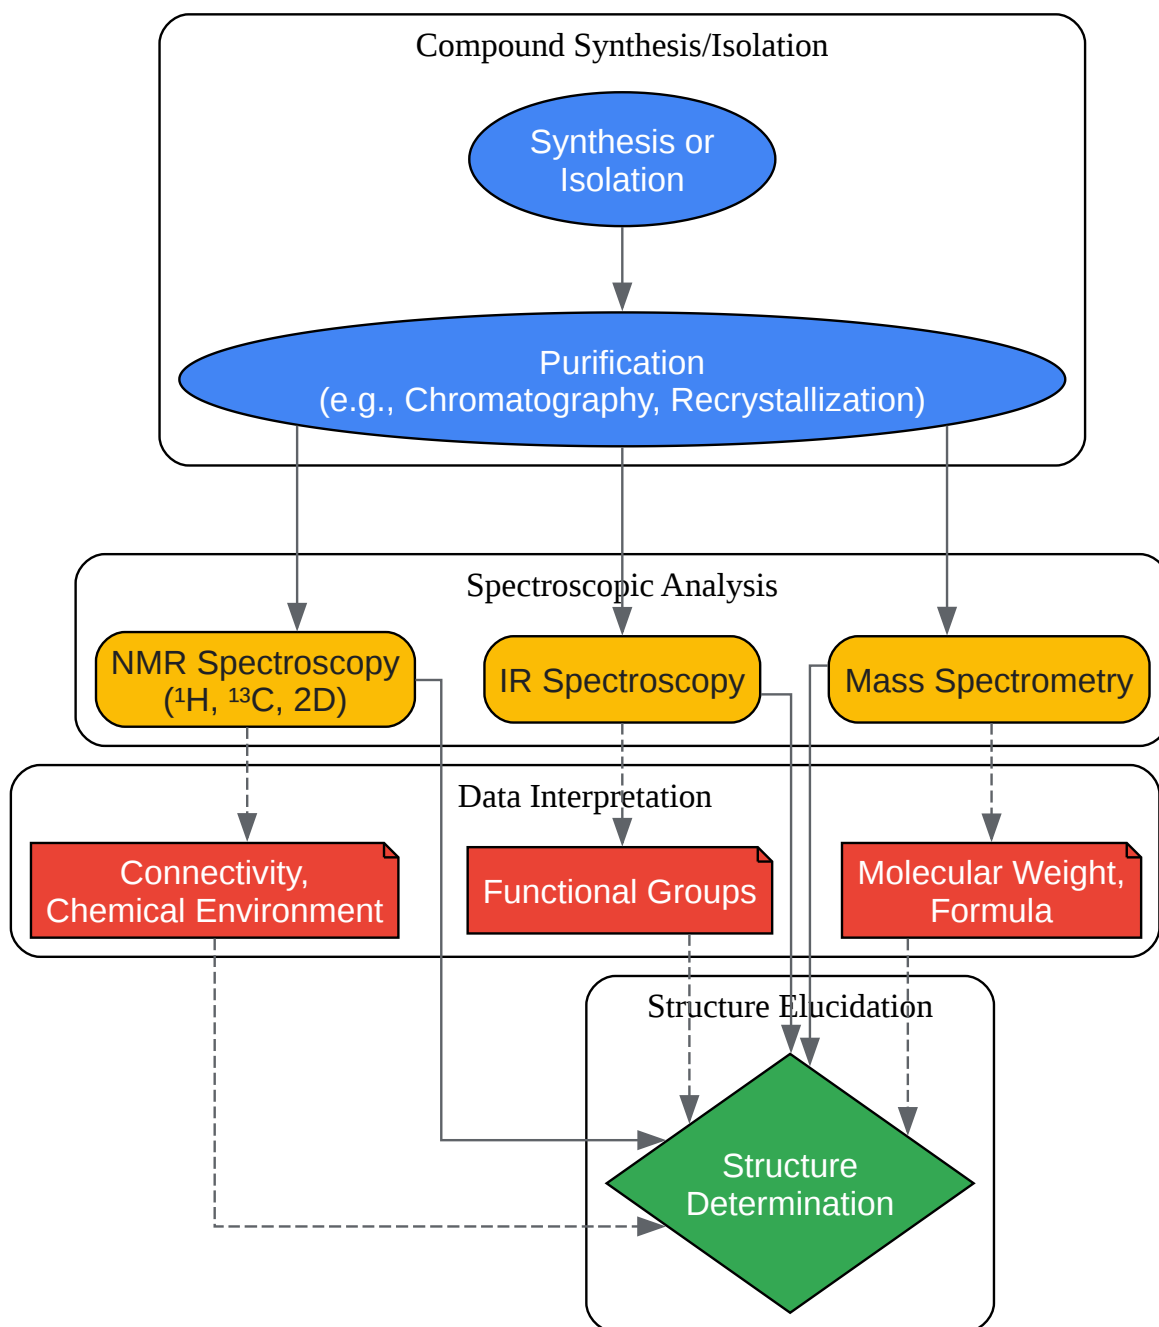 Compound Synthesis/Isolation
Synthesis or
Isolation
Purification
(e.g., Chromatography, Recrystallization)
Spectroscopic Analysis
NMR Spectroscopy
(¹H, ¹³C, 2D)
IR Spectroscopy
Mass Spectrometry
Data Interpretation
Connectivity,
Chemical Environment
Functional Groups
Molecular Weight,
Formula
Structure Elucidation
Structure
Determination